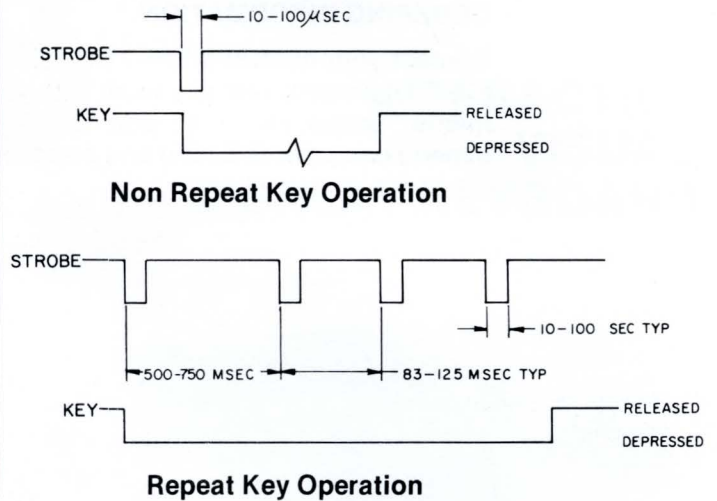 10-100μSEC
STROBE
KEY
RELEASED
DEPRESSED
Non Repeat Key Operation
STROBE
10-100 SEC TYP
500-750 MSEC
83-125 MSEC TYP
KEY
RELEASED
DEPRESSED
Repeat Key Operation